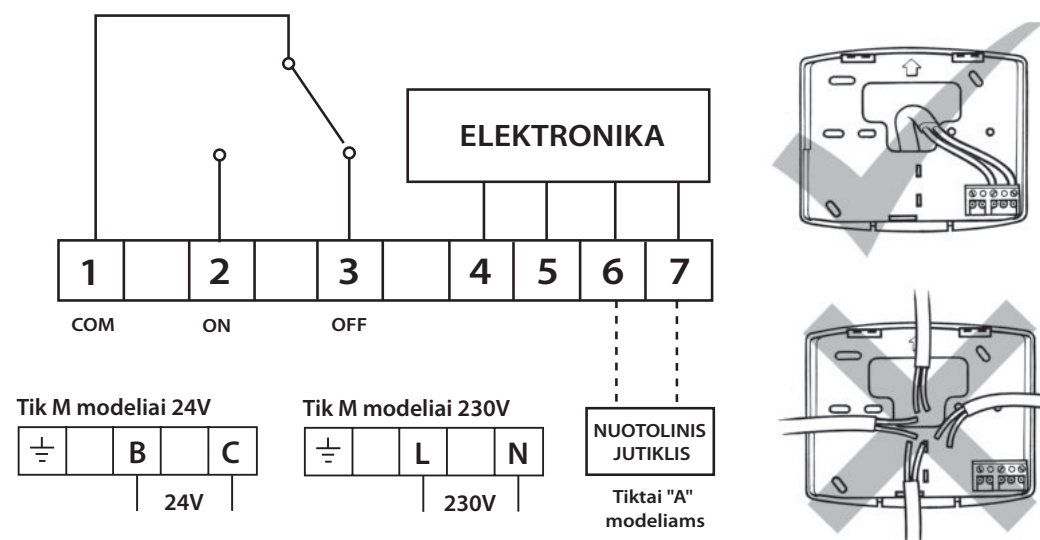 ELEKTRONIKA
1 2 3 4 5 6 7
COM ON OFF
Tik M modeliai 24V
B C
24V
Tik M modeliai 230V
L N
230V
NUOTOLINIS
JUTIKLIS
Tiktai "A"
modeliams